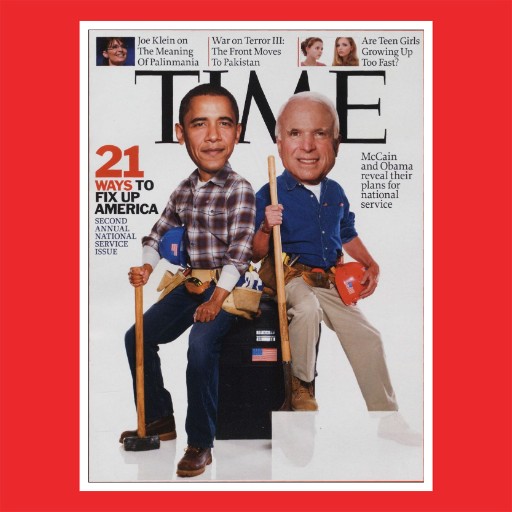 Joe Klein on
The Meaning
Of Palinmania
War on Terror III:
The Front Moves
To Pakistan
Are Teen Girls
Growing Up
Too Fast?
TIME
21
WAYS TO
FIX UP
AMERICA
SECOND
ANNUAL
NATIONAL
SERVICE
ISSUE
McCain
and Obama
reveal their
plans for
national
service